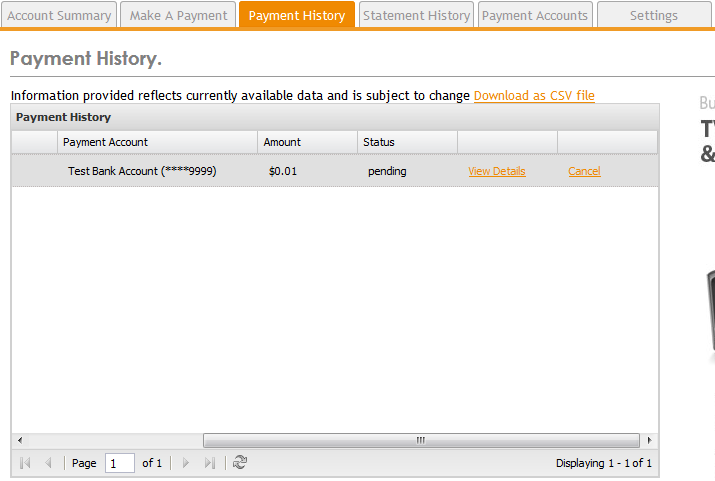 Account Summary Make A Payment Payment History Statement History Payment Accounts Settings
Payment History.
Information provided reflects currently available data and is subject to change Download as CSV file
Payment History
Payment Account Amount Status
Test Bank Account (****9999) $0.01 pending View Details Cancel
Page 1 of 1 Displaying 1 - 1 of 1
Bu
&